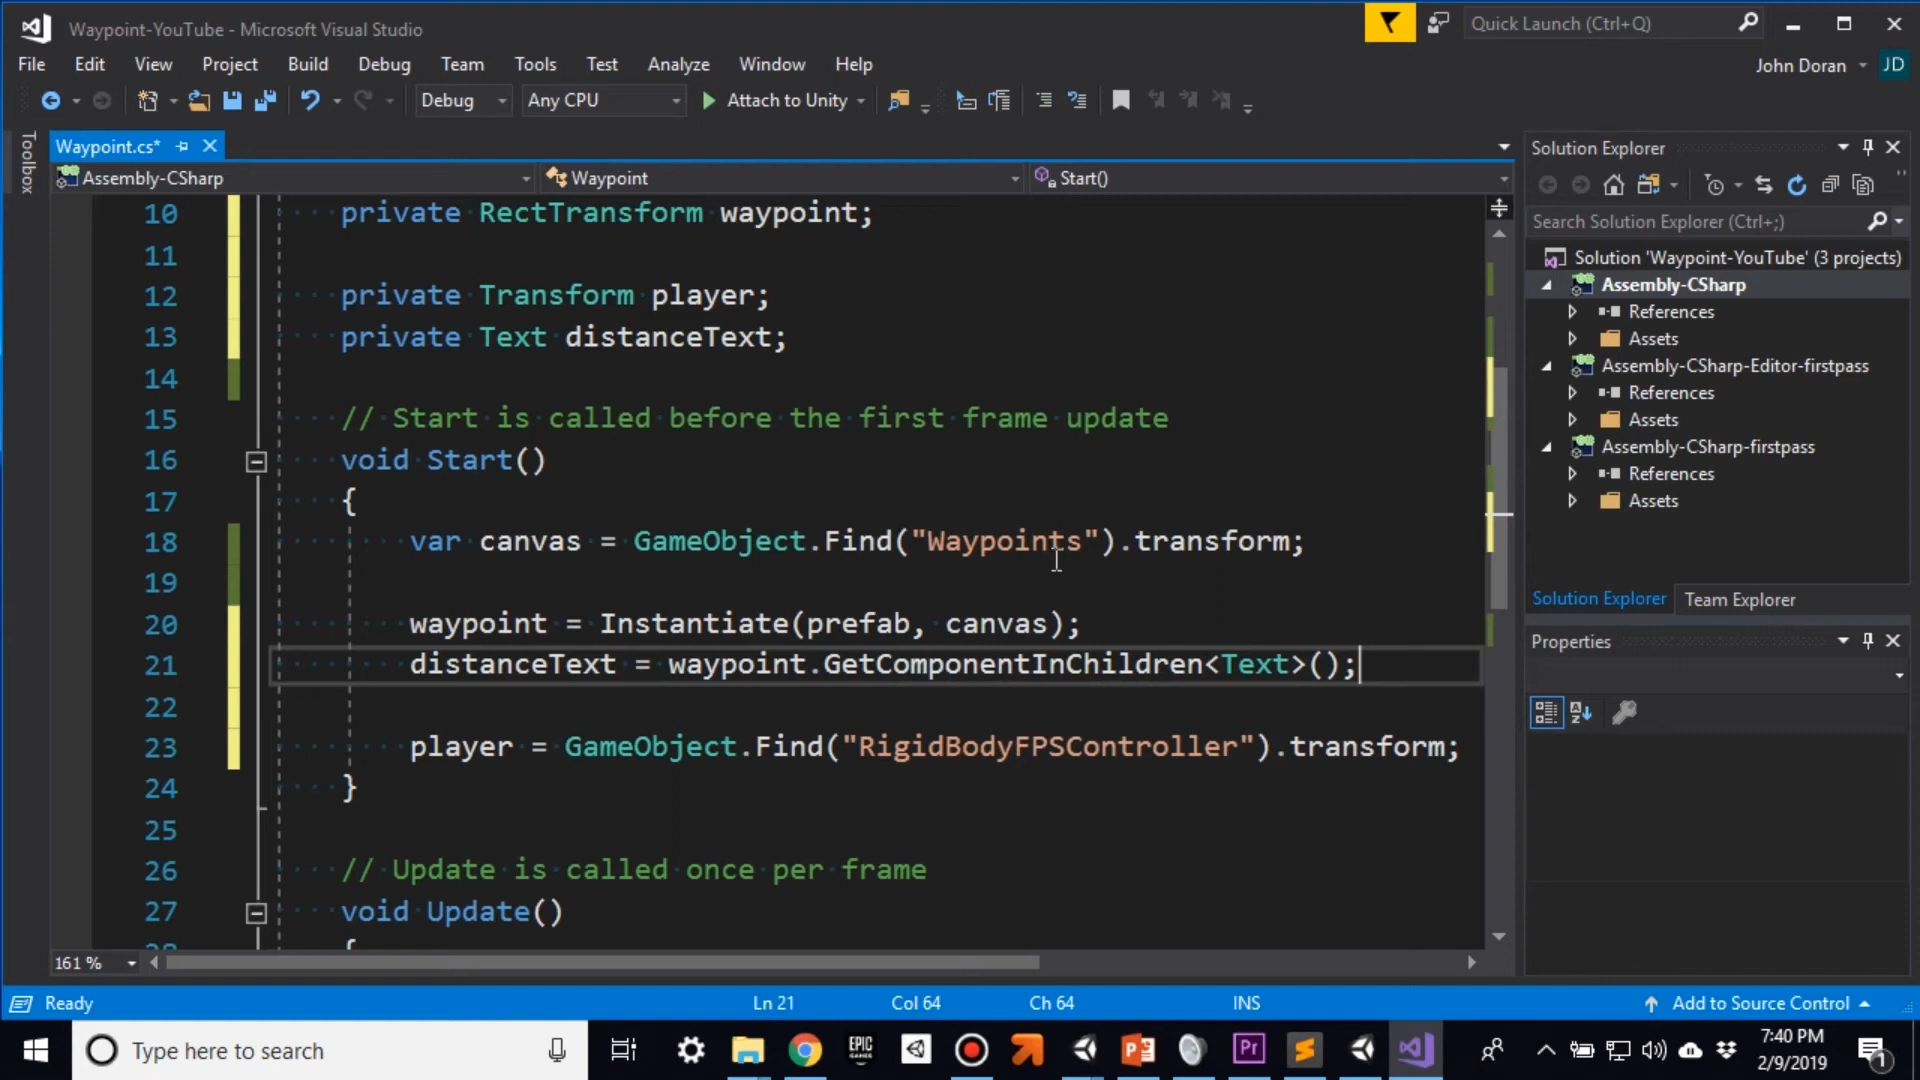 Waypoint-YouTube - Microsoft Visual Studio
Quick Launch (Ctrl+Q)
File Edit View Project Build Debug Team Tools Test Analyze Window Help
John Doran JD
Debug Any CPU Attach to Unity
Toolbox
Waypoint.cs*
Assembly-CSharp Waypoint Start()
10 private RectTransform waypoint;
11
12 private Transform player;
13 private Text distanceText;
14
15 // Start is called before the first frame update
16 void Start()
17 {
18 var canvas = GameObject.Find("Waypoints").transform;
19
20 waypoint = Instantiate(prefab, canvas);
21 distanceText = waypoint.GetComponentInChildren<Text>();
22
23 player = GameObject.Find("RigidBodyFPSController").transform;
24 }
25
26 // Update is called once per frame
27 void Update()
28 {
161 %
Solution Explorer
Search Solution Explorer (Ctrl+;)
Solution 'Waypoint-YouTube' (3 projects)
Assembly-CSharp
References
Assets
Assembly-CSharp-Editor-firstpass
References
Assets
Assembly-CSharp-firstpass
References
Assets
Solution Explorer Team Explorer
Properties
Ready Ln 21 Col 64 Ch 64 INS Add to Source Control
Type here to search
EPIC GAMES
Pr
7:40 PM
2/9/2019
1